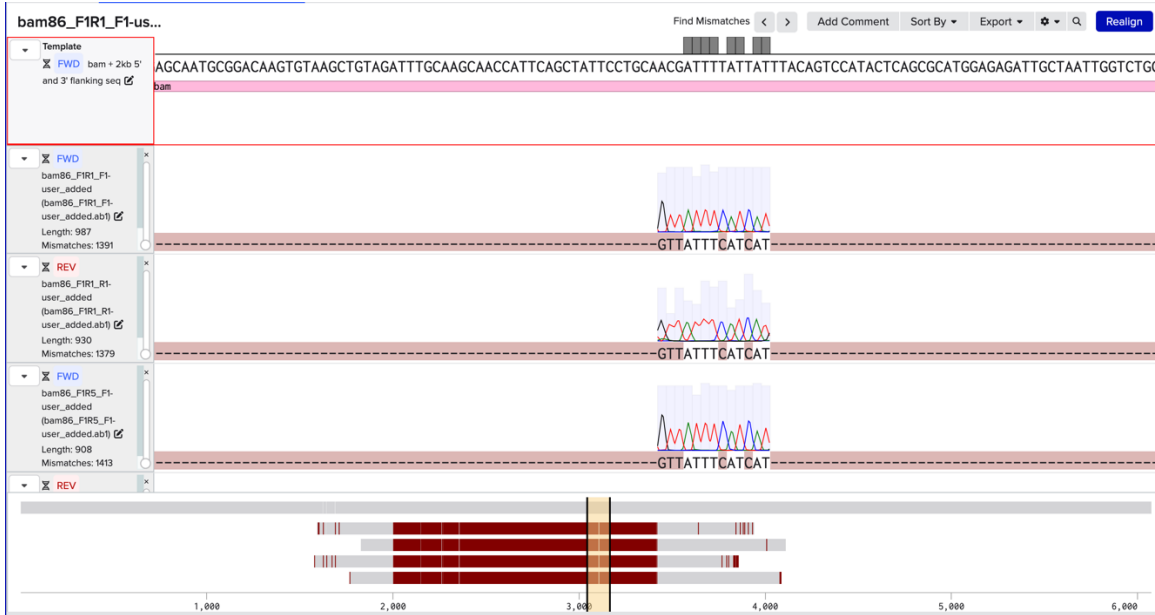 bam86_F1R1_F1-us...
Find Mismatches
Add Comment
Sort By
Export
Realign
Template
FWD bam + 2kb 5'
and 3' flanking seq
AGCAATGCGGACAAGTGTAAGCTGTAGATTTGCAAGCAACCATTCAGCTATTCCTGCAACGATTTTATTATTTACAGTCCATACTCAGCGCATGGAGAGATTGCTAATTGGTCTGC
bam
FWD
bam86_F1R1_F1-
user_added
(bam86_F1R1_F1-
user_added.ab1)
Length: 987
Mismatches: 1391
GTTATTTCATCAT
REV
bam86_F1R1_R1-
user_added
(bam86_F1R1_R1-
user_added.ab1)
Length: 930
Mismatches: 1379
GTTATTTCATCAT
FWD
bam86_F1R5_F1-
user_added
(bam86_F1R5_F1-
user_added.ab1)
Length: 908
Mismatches: 1413
GTTATTTCATCAT
REV
1,000 2,000 3,000 4,000 5,000 6,000